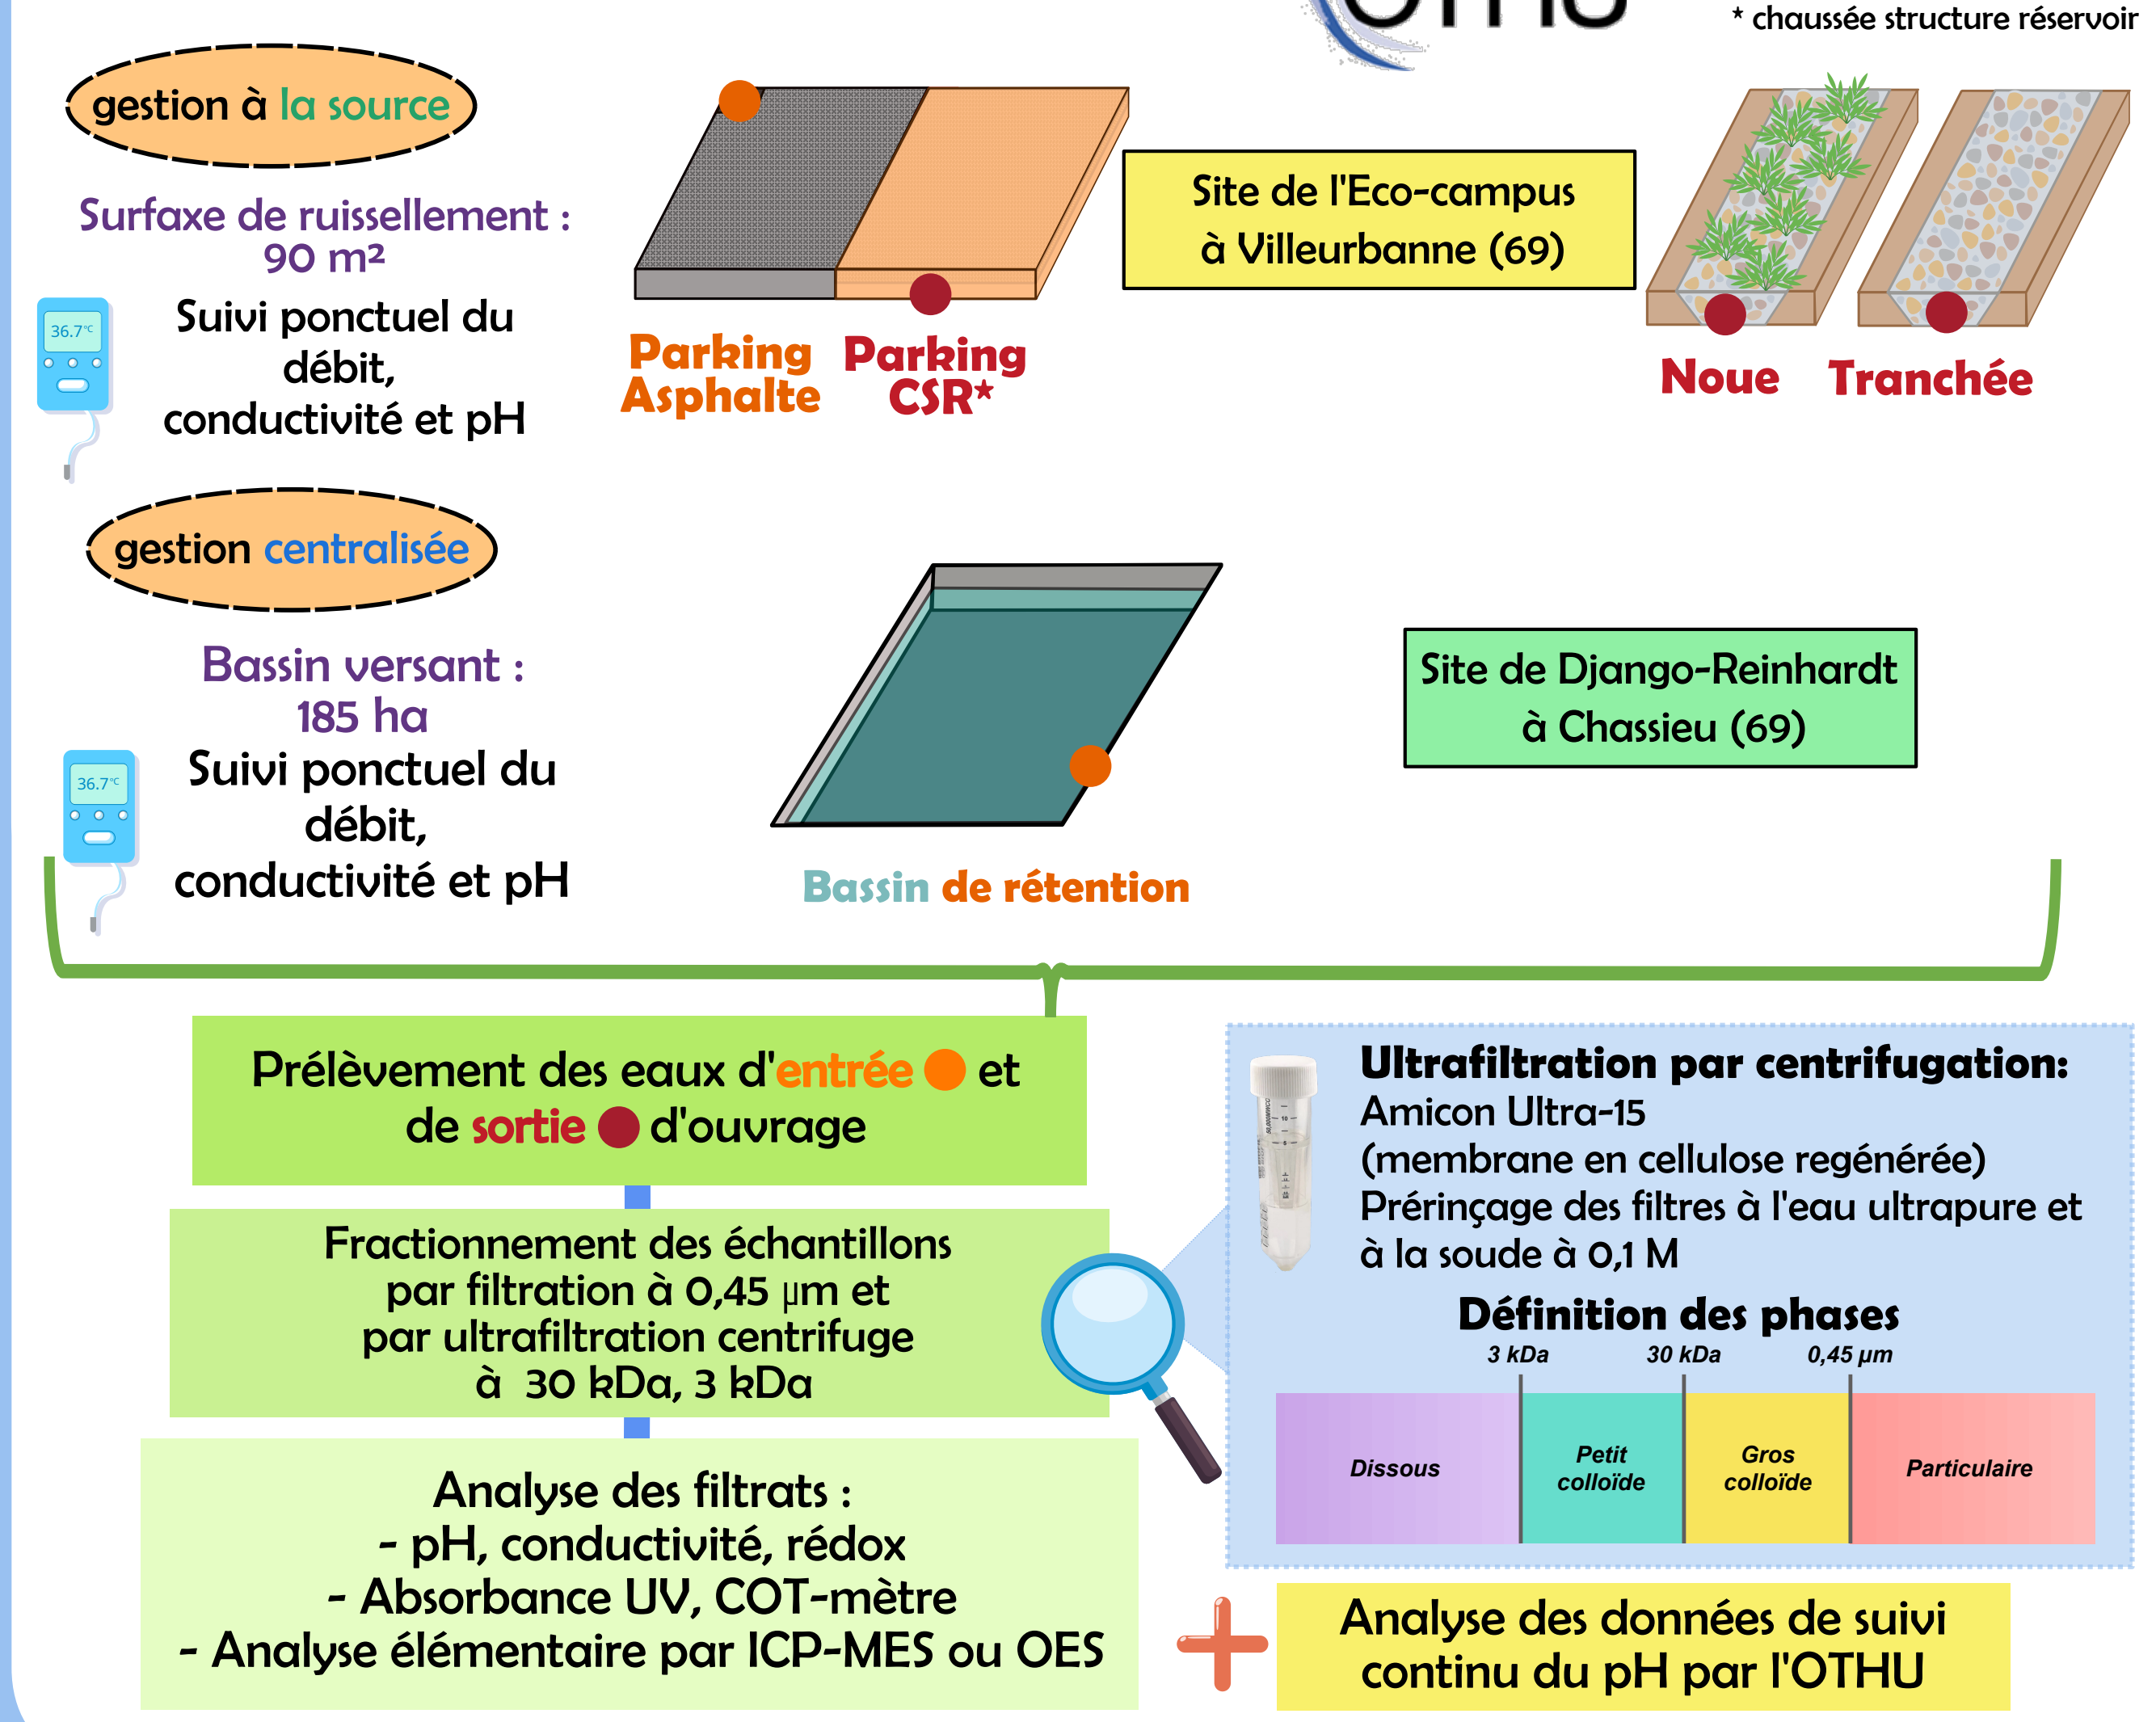 OTHU
* chaussée structure réservoir
gestion à la source
Surfaxe de ruissellement :
90 m²
36.7°C
Suivi ponctuel du
débit,
conductivité et pH
Parking
Asphalte
Parking
CSR*
Site de l'Eco-campus
à Villeurbanne (69)
Noue
Tranchée
gestion centralisée
Bassin versant :
185 ha
36.7°C
Suivi ponctuel du
débit,
conductivité et pH
Bassin de rétention
Site de Django-Reinhardt
à Chassieu (69)
Prélèvement des eaux d'entrée et
de sortie d'ouvrage
Fractionnement des échantillons
par filtration à 0,45 µm et
par ultrafiltration centrifuge
à 30 kDa, 3 kDa
Analyse des filtrats :
- pH, conductivité, rédox
- Absorbance UV, COT-mètre
- Analyse élémentaire par ICP-MES ou OES
Ultrafiltration par centrifugation:
Amicon Ultra-15
(membrane en cellulose regénérée)
Prérinçage des filtres à l'eau ultrapure et
à la soude à 0,1 M
Définition des phases
3 kDa
30 kDa
0,45 µm
Dissous
Petit
colloïde
Gros
colloïde
Particulaire
Analyse des données de suivi
continu du pH par l'OTHU